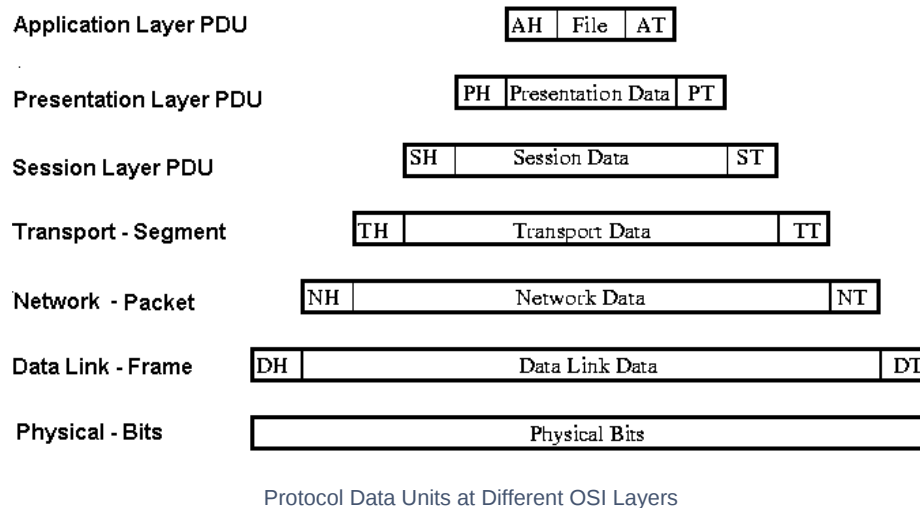 Application Layer PDU AH File AT
Presentation Layer PDU PH Presentation Data PT
Session Layer PDU SH Session Data ST
Transport - Segment TH Transport Data TT
Network - Packet NH Network Data NT
Data Link - Frame DH Data Link Data DT
Physical - Bits Physical Bits
Protocol Data Units at Different OSI Layers